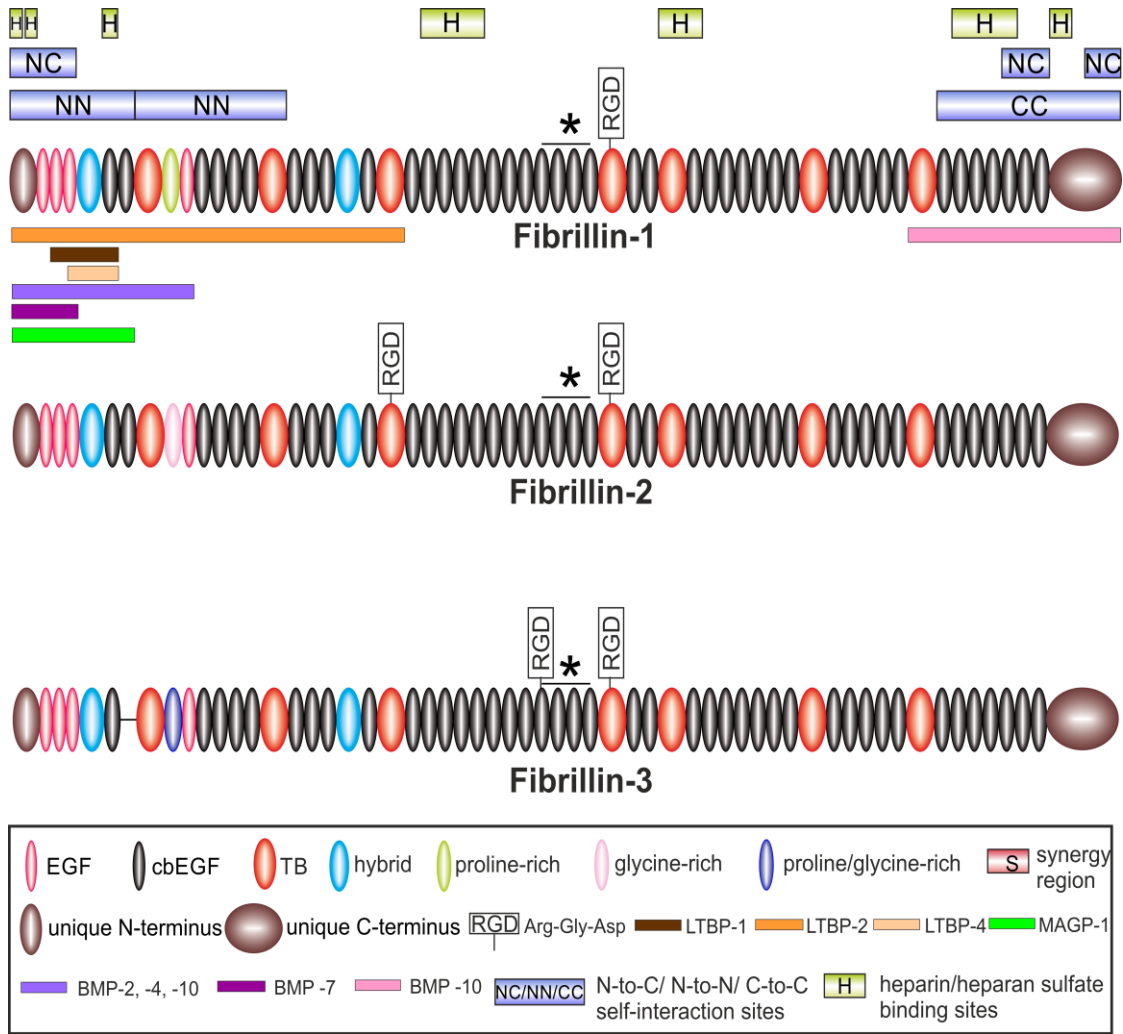 H H H H H H H
NC NC NC
NN NN CC
RGD
*
Fibrillin-1
RGD RGD
*
Fibrillin-2
RGD RGD
*
Fibrillin-3
EGF cbEGF TB hybrid proline-rich glycine-rich proline/glycine-rich S synergy
region
unique N-terminus unique C-terminus RGD Arg-Gly-Asp LTBP-1 LTBP-2 LTBP-4 MAGP-1
BMP-2, -4, -10 BMP -7 BMP -10 NC/NN/CC N-to-C/ N-to-N/ C-to-C
self-interaction sites
H heparin/heparan sulfate
binding sites